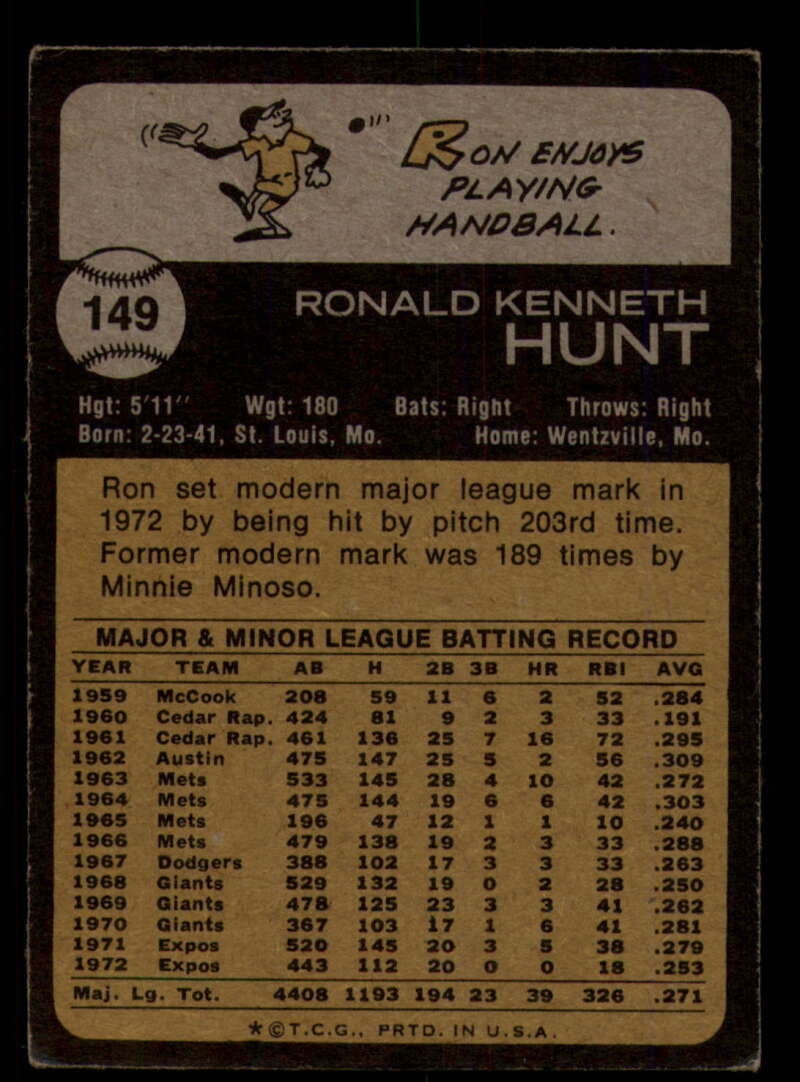 RON ENJOYS
PLAYING
HANDBALL.
149
RONALD KENNETH
HUNT
Hgt: 5'11" Wgt: 180 Bats: Right Throws: Right
Born: 2-23-41, St. Louis, Mo. Home: Wentzville, Mo.
Ron set modern major league mark in
1972 by being hit by pitch 203rd time.
Former modern mark was 189 times by
Minnie Minoso.
MAJOR & MINOR LEAGUE BATTING RECORD
YEAR TEAM AB H 2B 3B HR RBI AVG
1959 McCook 208 59 11 6 2 52 .284
1960 Cedar Rap. 424 81 9 2 3 33 .191
1961 Cedar Rap. 461 136 25 7 16 72 .295
1962 Austin 475 147 25 5 2 56 .309
1963 Mets 533 145 28 4 10 42 .272
1964 Mets 475 144 19 6 6 42 .303
1965 Mets 196 47 12 1 1 10 .240
1966 Mets 479 138 19 2 3 33 .288
1967 Dodgers 388 102 17 3 3 33 .263
1968 Giants 529 132 19 0 2 28 .250
1969 Giants 478 125 23 3 3 41 .262
1970 Giants 367 103 17 1 6 41 .281
1971 Expos 520 145 20 3 5 38 .279
1972 Expos 443 112 20 0 0 18 .253
Maj. Lg. Tot. 4408 1193 194 23 39 326 .271
*©T.C.G., PRTD. IN U.S.A.